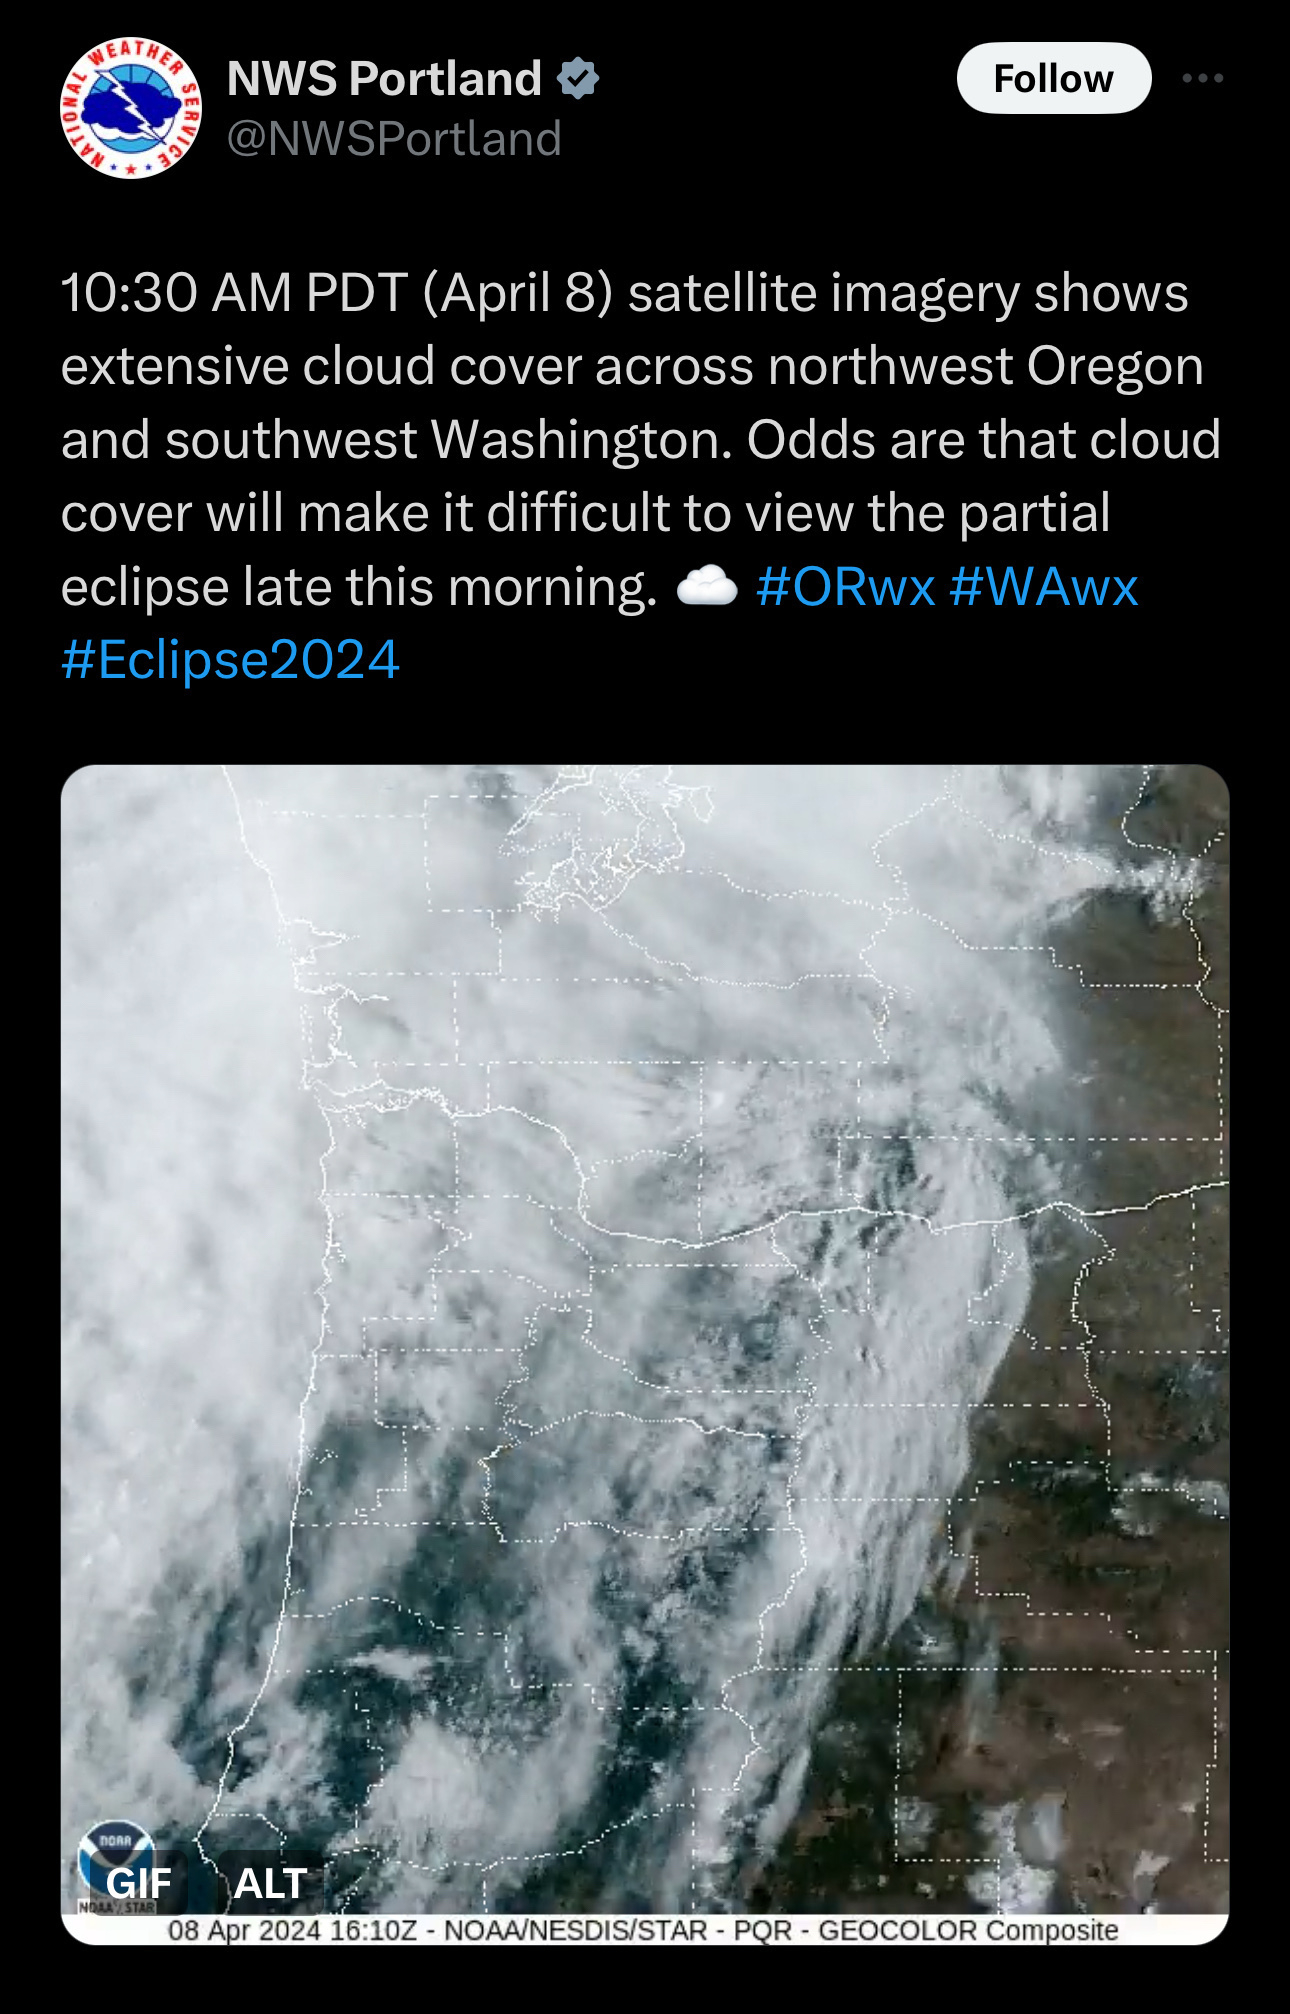 NATIONAL WEATHER SERVICE
NWS Portland
@NWSPortland
Follow
10:30 AM PDT (April 8) satellite imagery shows
extensive cloud cover across northwest Oregon
and southwest Washington. Odds are that cloud
cover will make it difficult to view the partial
eclipse late this morning. ☁️ #ORwx #WAwx
#Eclipse2024
NOAA
GIF
ALT
NOAA / STAR
08 Apr 2024 16:10Z - NOAA/NESDIS/STAR - PQR - GEOCOLOR Composite